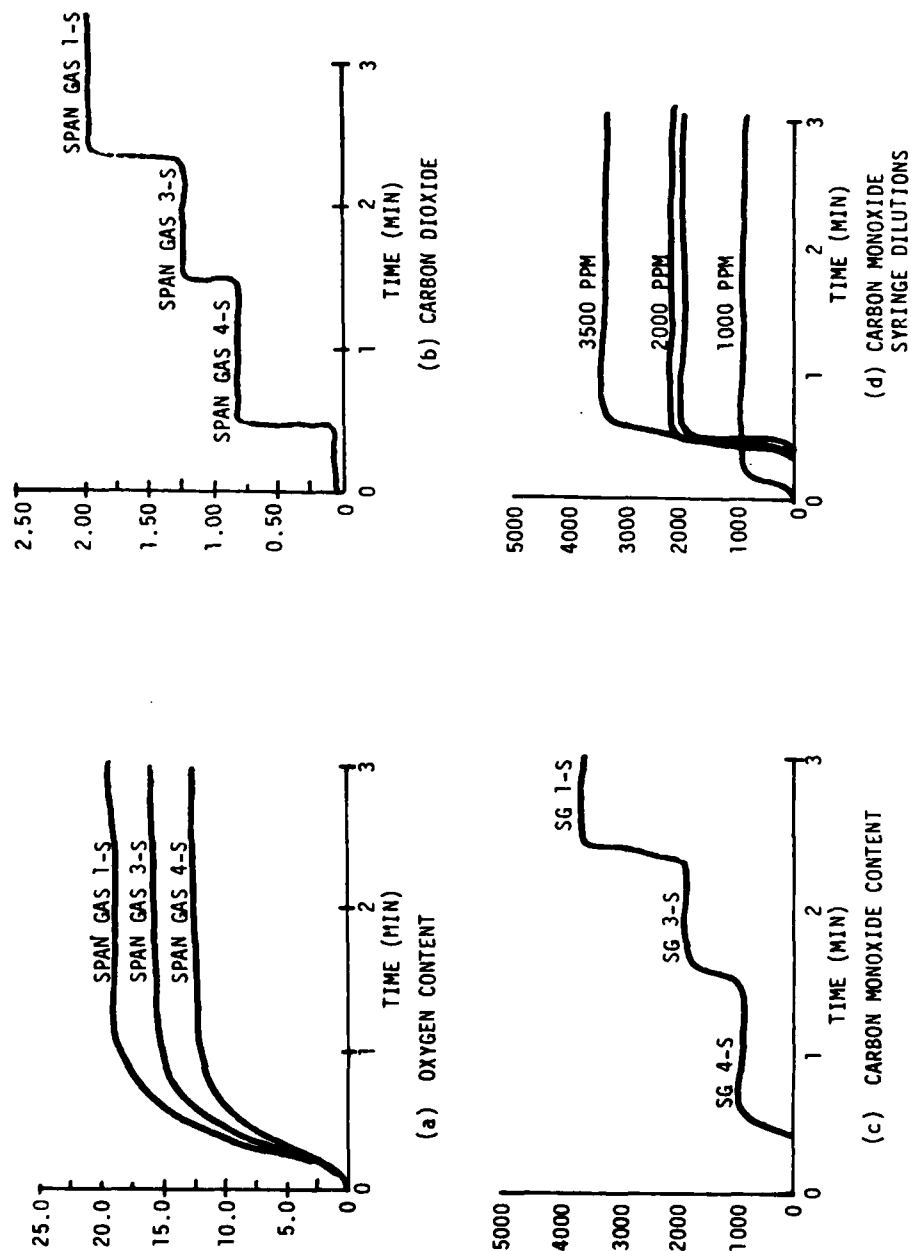 25.0
20.0
15.0
10.0
5.0
0
SPAN GAS 1-S
SPAN GAS 3-S
SPAN GAS 4-S
1
2
3
TIME (MIN)
(a) OXYGEN CONTENT
2.50
2.00
1.50
1.00
0.50
0
SPAN GAS 4-S
SPAN GAS 3-S
SPAN GAS 1-S
0
1
2
3
TIME (MIN)
(b) CARBON DIOXIDE
5000
4000
3000
2000
1000
0
SG 4-S
SG 3-S
SG 1-S
0
1
2
3
TIME (MIN)
(c) CARBON MONOXIDE CONTENT
5000
4000
3000
2000
1000
0
3500 PPM
2000 PPM
1000 PPM
0
1
2
3
TIME (MIN)
(d) CARBON MONOXIDE
SYRINGE DILUTIONS